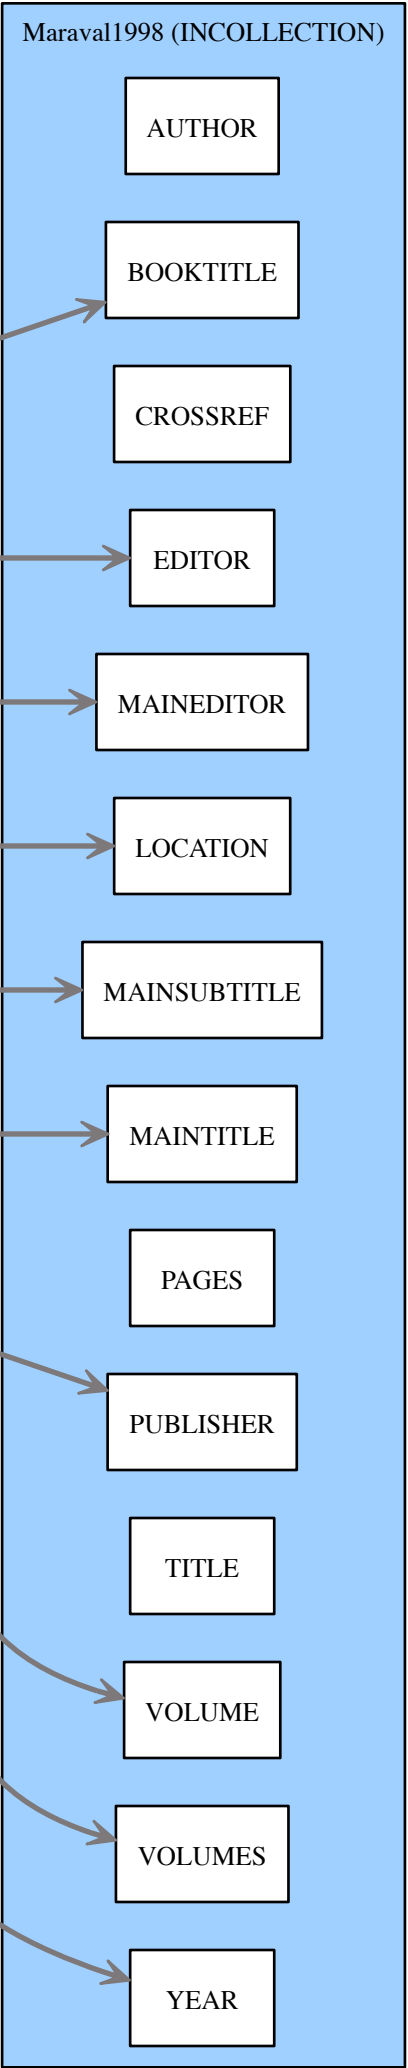 Maraval1998 (INCOLLECTION)
AUTHOR
BOOKTITLE
CROSSREF
EDITOR
MAINEDITOR
LOCATION
MAINSUBTITLE
MAINTITLE
PAGES
PUBLISHER
TITLE
VOLUME
VOLUMES
YEAR